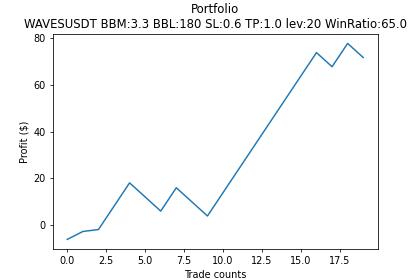 Portfolio
WAVESUSDT BBM:3.3 BBL:180 SL:0.6 TP:1.0 lev:20 WinRatio:65.0
80
60
40
20
0
Profit ($)
0.0 2.5 5.0 7.5 10.0 12.5 15.0 17.5
Trade counts